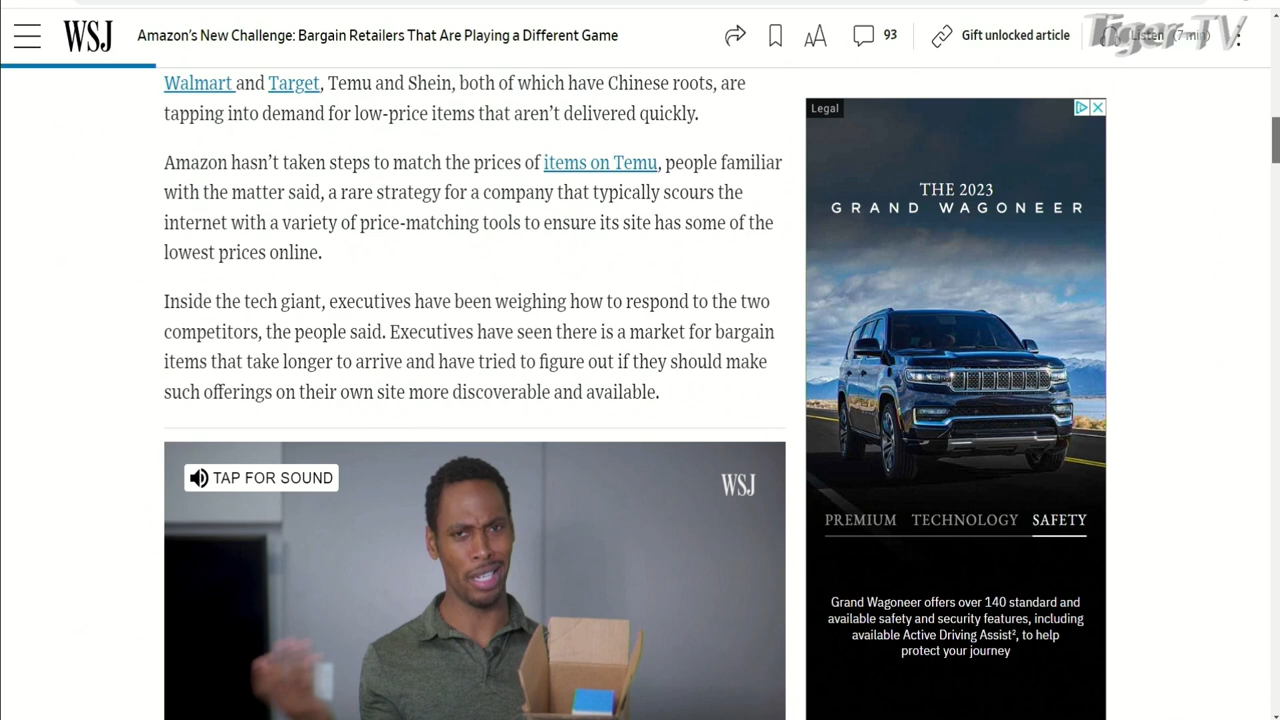 WSJ
Amazon's New Challenge: Bargain Retailers That Are Playing a Different Game
93
Gift unlocked article
Listen (7 min)
Tiger TV
Walmart and Target, Temu and Shein, both of which have Chinese roots, are
tapping into demand for low-price items that aren't delivered quickly.
Amazon hasn't taken steps to match the prices of items on Temu, people familiar
with the matter said, a rare strategy for a company that typically scours the
internet with a variety of price-matching tools to ensure its site has some of the
lowest prices online.
Inside the tech giant, executives have been weighing how to respond to the two
competitors, the people said. Executives have seen there is a market for bargain
items that take longer to arrive and have tried to figure out if they should make
such offerings on their own site more discoverable and available.
TAP FOR SOUND
WSJ
Legal
THE 2023
GRAND WAGONEER
PREMIUM TECHNOLOGY SAFETY
Grand Wagoneer offers over 140 standard and
available safety and security features, including
available Active Driving Assist², to help
protect your journey